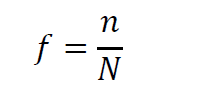 f = n/N